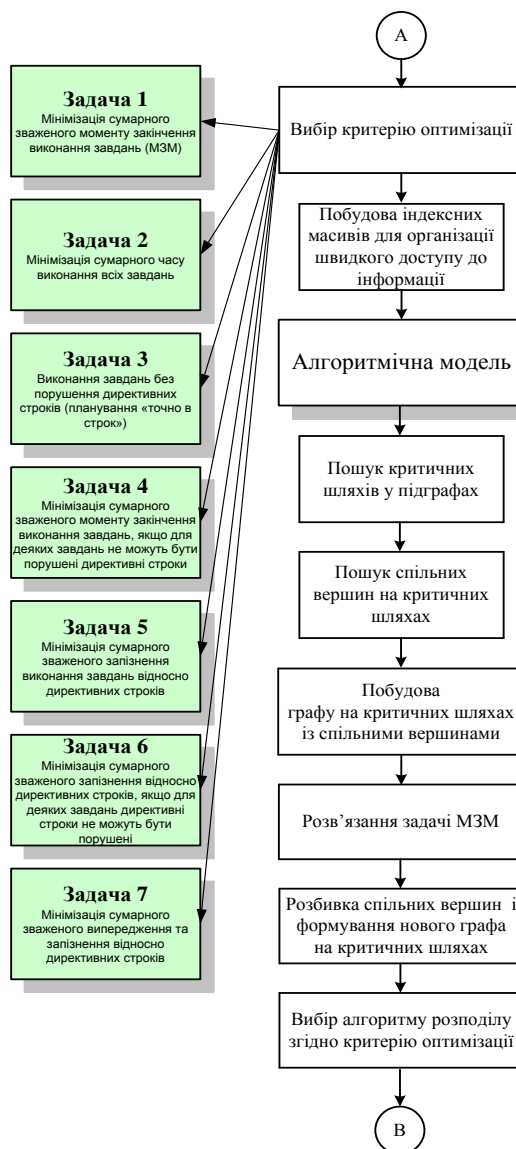 А
Вибір критерію оптимізації
Задача 1
Мінімізація сумарного
зваженого моменту закінчення
виконання завдань (МЗМ)
Задача 2
Мінімізація сумарного часу
виконання всіх завдань
Задача 3
Виконання завдань без
порушення директивних
строків (планування «точно в
строк»)
Задача 4
Мінімізація сумарного
зваженого моменту закінчення
виконання завдань, якщо для
деяких завдань не можуть бути
порушені директивні строки
Задача 5
Мінімізація сумарного
зваженого запізнення
виконання завдань відносно
директивних строків
Задача 6
Мінімізація сумарного
зваженого запізнення відносно
директивних строків, якщо для
деяких завдань директивні
строки не можуть бути
порушені
Задача 7
Мінімізація сумарного
зваженого випередження та
запізнення відносно
директивних строків
Побудова індексних
масивів для організації
швидкого доступу до
інформації
Алгоритмічна модель
Пошук критичних
шляхів у підграфах
Пошук спільних
вершин на критичних
шляхах
Побудова
графу на критичних шляхах
із спільними вершинами
Розв’язання задачі МЗМ
Розбивка спільних вершин і
формування нового графа
на критичних шляхах
Вибір алгоритму розподілу
згідно критерію оптимізації
В